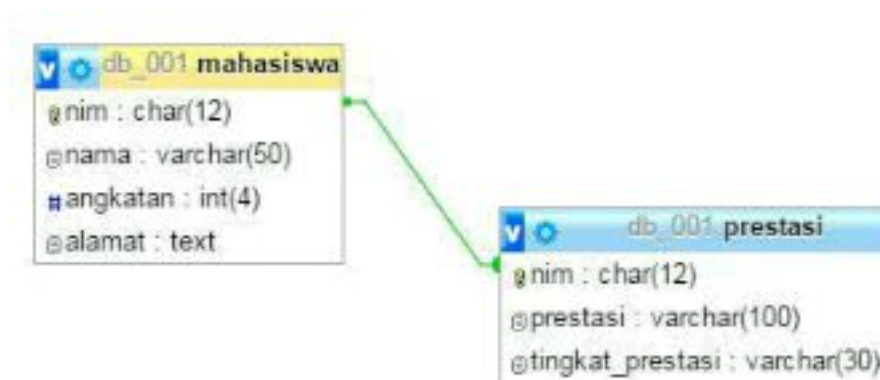 db_001 mahasiswa
nim : char(12)
nama : varchar(50)
angkatan : int(4)
alamat : text
db_001 prestasi
nim : char(12)
prestasi : varchar(100)
tingkat_prestasi : varchar(30)